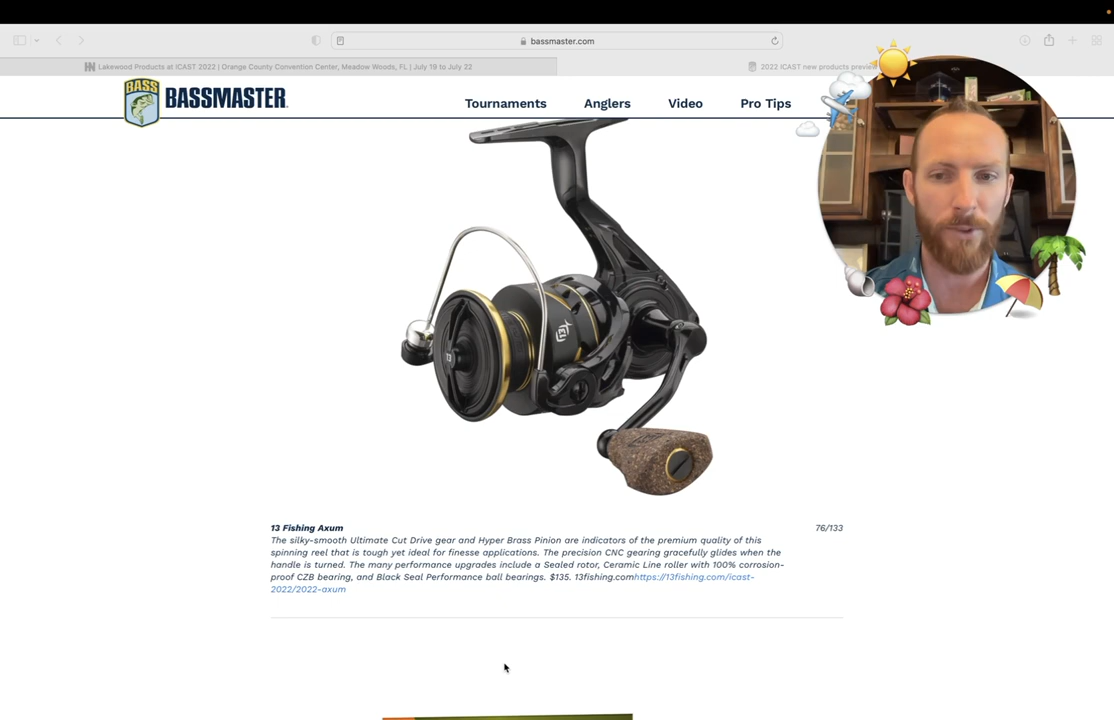 bassmaster.com
Lakewood Products at ICAST 2022 | Orange County Convention Center, Meadow Woods, FL | July 19 to July 22
2022 ICAST new products preview
BASS
BASSMASTER
Tournaments
Anglers
Video
Pro Tips
13 Fishing Axum
76/133
The silky-smooth Ultimate Cut Drive gear and Hyper Brass Pinion are indicators of the premium quality of this
spinning reel that is tough yet ideal for finesse applications. The precision CNC gearing gracefully glides when the
handle is turned. The many performance upgrades include a Sealed rotor, Ceramic Line roller with 100% corrosion-
proof CZB bearing, and Black Seal Performance ball bearings. $135. 13fishing.comhttps://13fishing.com/icast-
2022/2022-axum